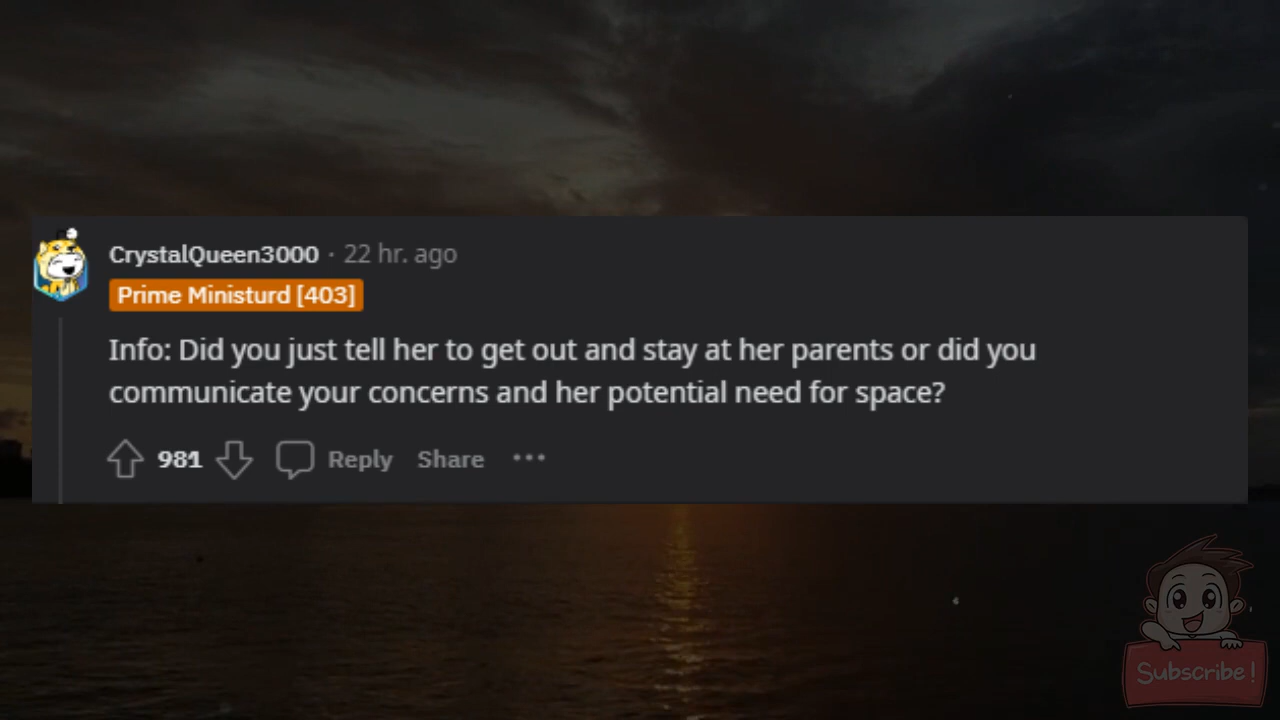 CrystalQueen3000 · 22 hr. ago
Prime Ministurd [403]
Info: Did you just tell her to get out and stay at her parents or did you
communicate your concerns and her potential need for space?
981 Reply Share ···
Subscribe!